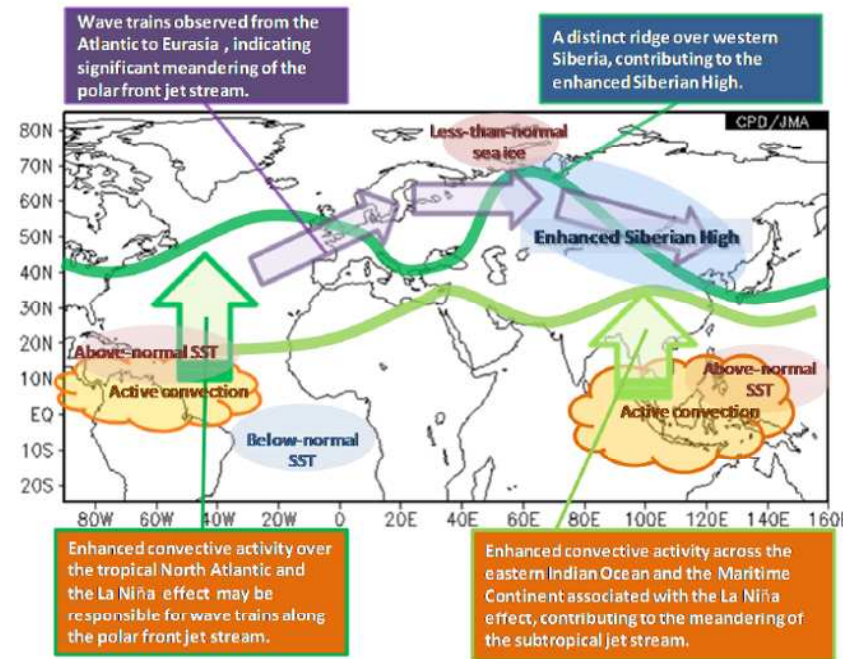 Wave trains observed from the
Atlantic to Eurasia , indicating
significant meandering of the
polar front jet stream.
A distinct ridge over western
Siberia, contributing to the
enhanced Siberian High.
CPD/JMA
Less-than-normal
sea ice
80N
70N
60N
50N
40N
30N
20N
10N
EQ
10S
20S
Enhanced Siberian High
Above-normal SST
Active convection
Below-normal
SST
Above-normal
SST
Active convection
80W 60W 40W 20W 0 20E 40E 60E 80E 100E 120E 140E 160E
Enhanced convective activity over
the tropical North Atlantic and
the La Niña effect may be
responsible for wave trains along
the polar front jet stream.
Enhanced convective activity across the
eastern Indian Ocean and the Maritime
Continent associated with the La Niña
effect, contributing to the meandering of
the subtropical jet stream.